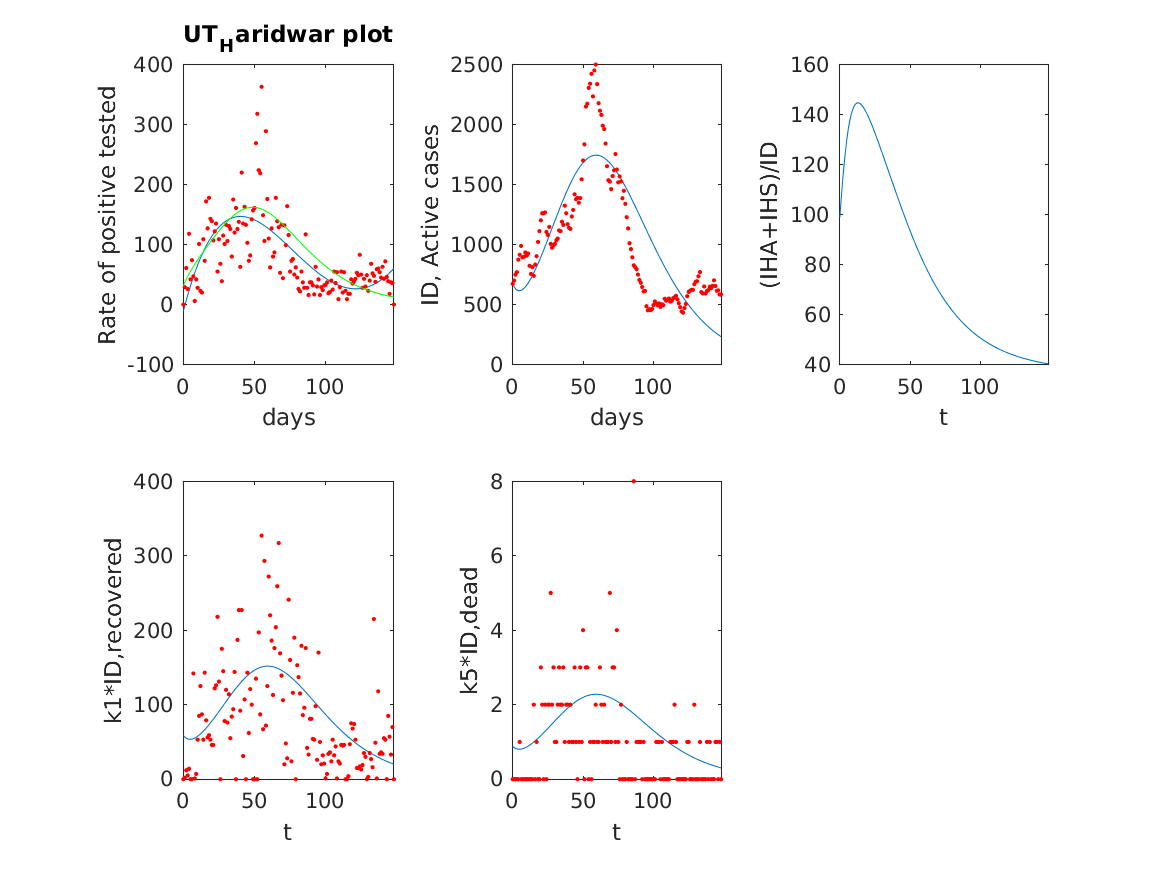 UT_Haridwar plot
400
300
200
100
0
-100
Rate of positive tested
0 50 100
days
2500
2000
1500
1000
500
0
ID, Active cases
0 50 100
days
160
140
120
100
80
60
40
(IHA+IHS)/ID
0 50 100
t
400
300
200
100
0
k1*ID,recovered
0 50 100
t
8
6
4
2
0
k5*ID,dead
0 50 100
t